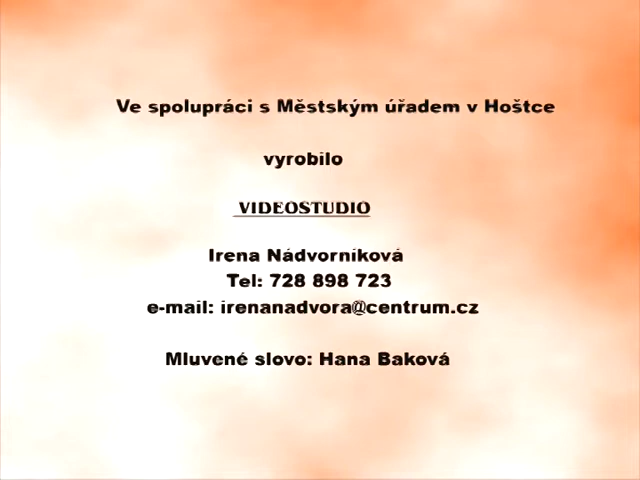 Ve spolupráci s Městským úřadem v Hoštce
vyrobilo
VIDEOSTUDIO
Irena Nádvorníková
Tel: 728 898 723
e-mail: irenanadvora@centrum.cz
Mluvené slovo: Hana Baková